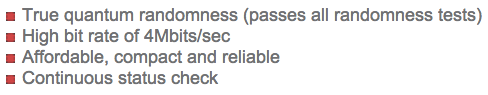 True quantum randomness (passes all randomness tests)
High bit rate of 4Mbits/sec
Affordable, compact and reliable
Continuous status check